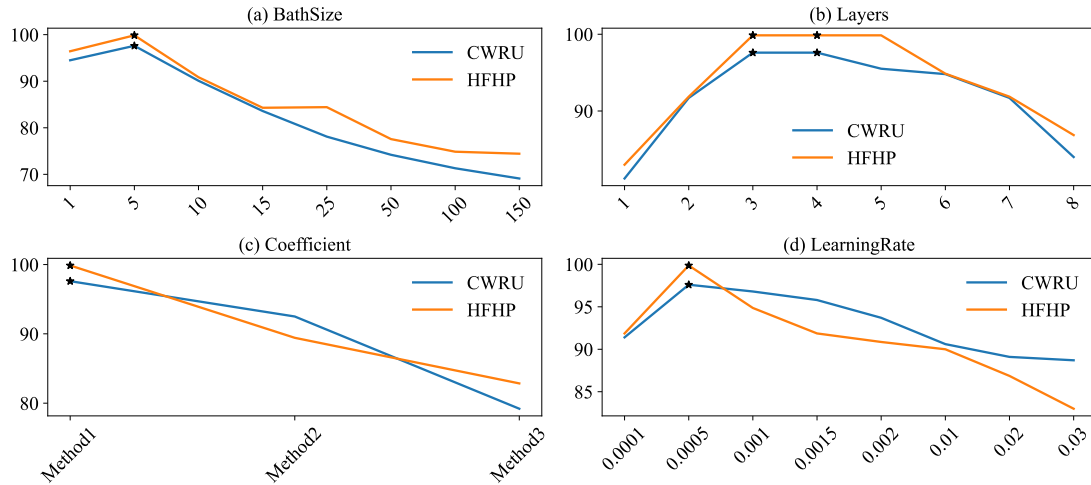 (a) BathSize
100
90
80
70
CWRU
HFHP
1
5
10
15
25
50
100
150
(b) Layers
100
90
CWRU
HFHP
1
2
3
4
5
6
7
8
(c) Coefficient
100
90
80
CWRU
HFHP
Method1
Method2
Method3
(d) LearningRate
100
95
90
85
CWRU
HFHP
0.0001
0.0005
0.001
0.0015
0.002
0.01
0.02
0.03